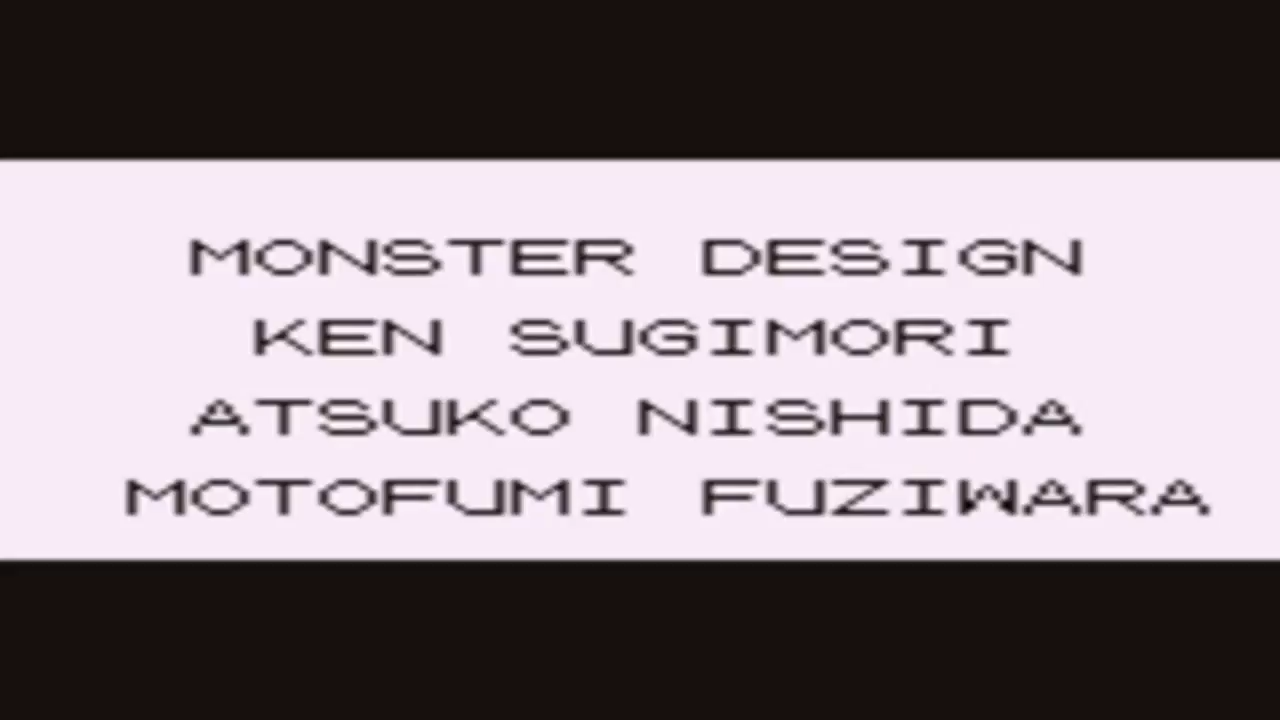 MONSTER DESIGN
KEN SUGIMORI
ATSUKO NISHIDA
MOTOFUMI FUZIWARA